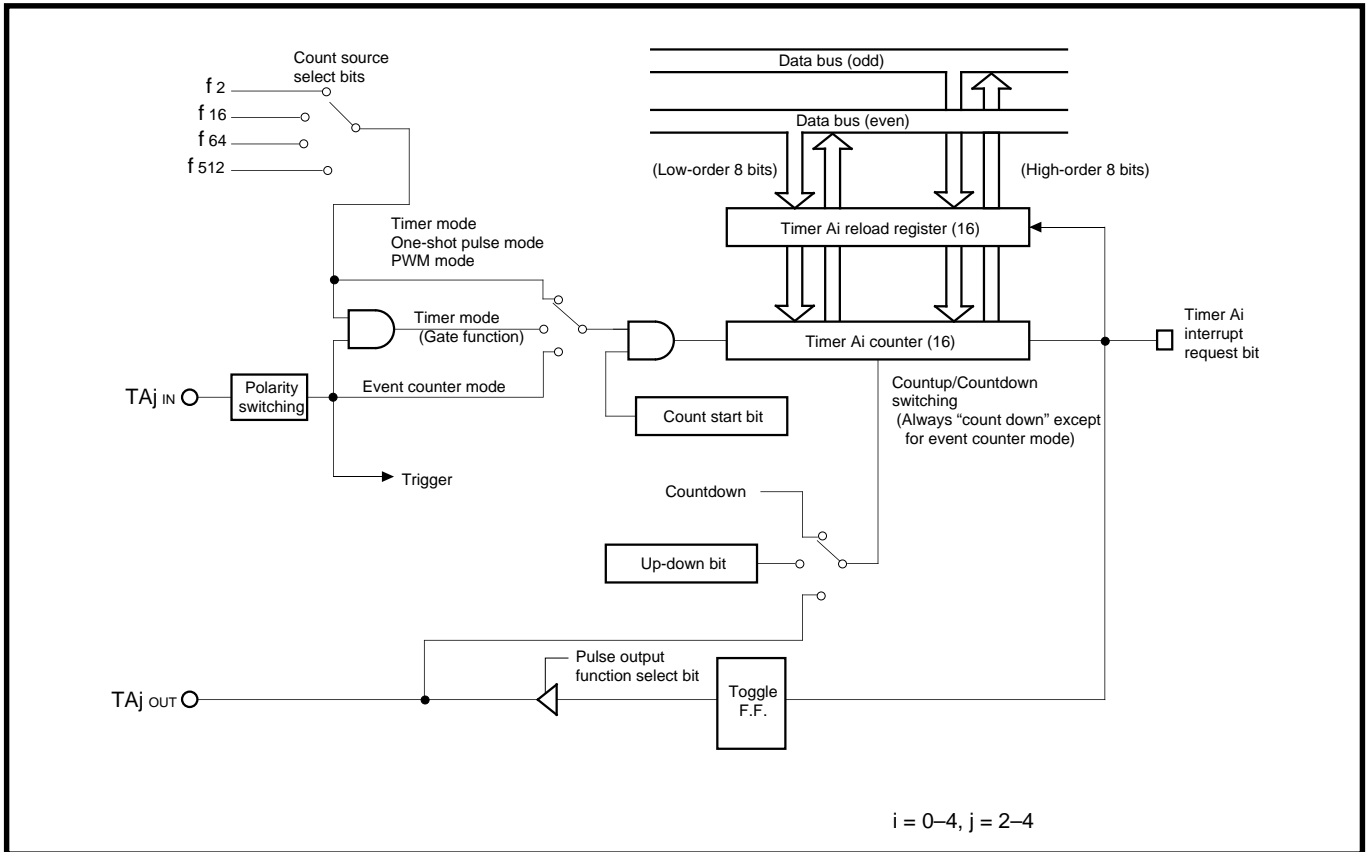 Count source
select bits
f 2
f 16
f 64
f 512
Data bus (odd)
Data bus (even)
(Low-order 8 bits)
(High-order 8 bits)
Timer Ai reload register (16)
Timer mode
One-shot pulse mode
PWM mode
Timer mode
(Gate function)
Timer Ai counter (16)
Timer Ai
interrupt
request bit
TAj IN
Polarity
switching
Event counter mode
Count start bit
Countup/Countdown
switching
(Always “count down” except
for event counter mode)
Trigger
Countdown
Up-down bit
Pulse output
function select bit
TAj OUT
Toggle
F.F.
i = 0–4, j = 2–4